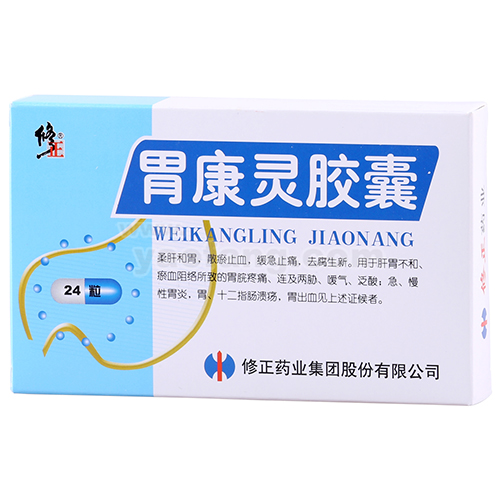 修正®
胃康灵胶囊
WEIKANGLING JIAONANG
柔肝和胃，散瘀止血，缓急止痛，去腐生新。用于肝胃不和、
瘀血阻络所致的胃脘疼痛、连及两胁、嗳气、泛酸；急、慢
性胃炎，胃、十二指肠溃疡，胃出血见上述证候者。
24粒
修正药业集团股份有限公司
修正药业